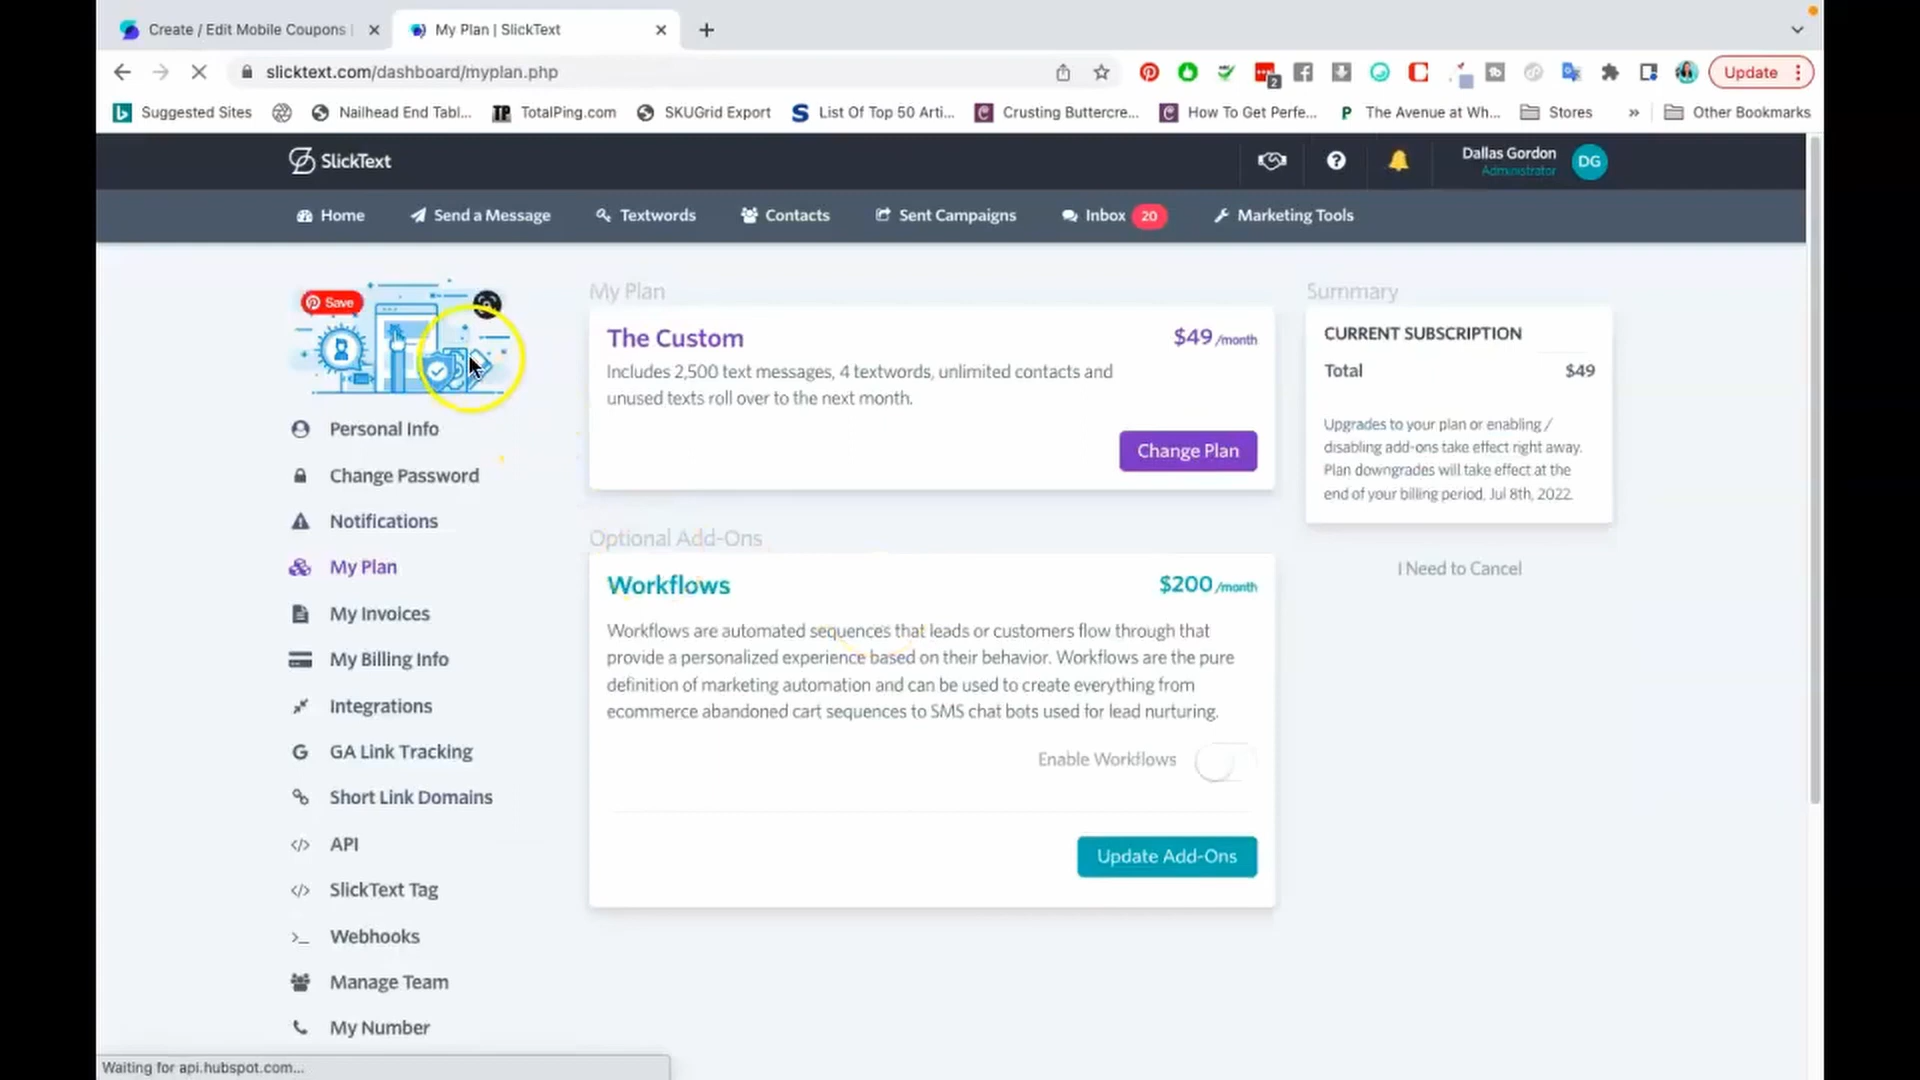 Create / Edit Mobile Coupons
My Plan | SlickText
slicktext.com/dashboard/myplan.php
2
Update
Suggested Sites
Nailhead End Tabl...
TotalPing.com
SKUGrid Export
List Of Top 50 Arti...
Crusting Buttercre...
How To Get Perfe...
The Avenue at Wh...
Stores
»
Other Bookmarks
SlickText
Dallas Gordon
Administrator
DG
Home
Send a Message
Textwords
Contacts
Sent Campaigns
Inbox 20
Marketing Tools
Save
Personal Info
Change Password
Notifications
My Plan
My Invoices
My Billing Info
Integrations
GA Link Tracking
Short Link Domains
API
SlickText Tag
Webhooks
Manage Team
My Number
My Plan
The Custom
$49 /month
Includes 2,500 text messages, 4 textwords, unlimited contacts and
unused texts roll over to the next month.
Change Plan
Optional Add-Ons
Workflows
$200 /month
Workflows are automated sequences that leads or customers flow through that
provide a personalized experience based on their behavior. Workflows are the pure
definition of marketing automation and can be used to create everything from
ecommerce abandoned cart sequences to SMS chat bots used for lead nurturing.
Enable Workflows
Update Add-Ons
Summary
CURRENT SUBSCRIPTION
Total $49
Upgrades to your plan or enabling /
disabling add-ons take effect right away.
Plan downgrades will take effect at the
end of your billing period, Jul 8th, 2022.
I Need to Cancel
Waiting for api.hubspot.com...